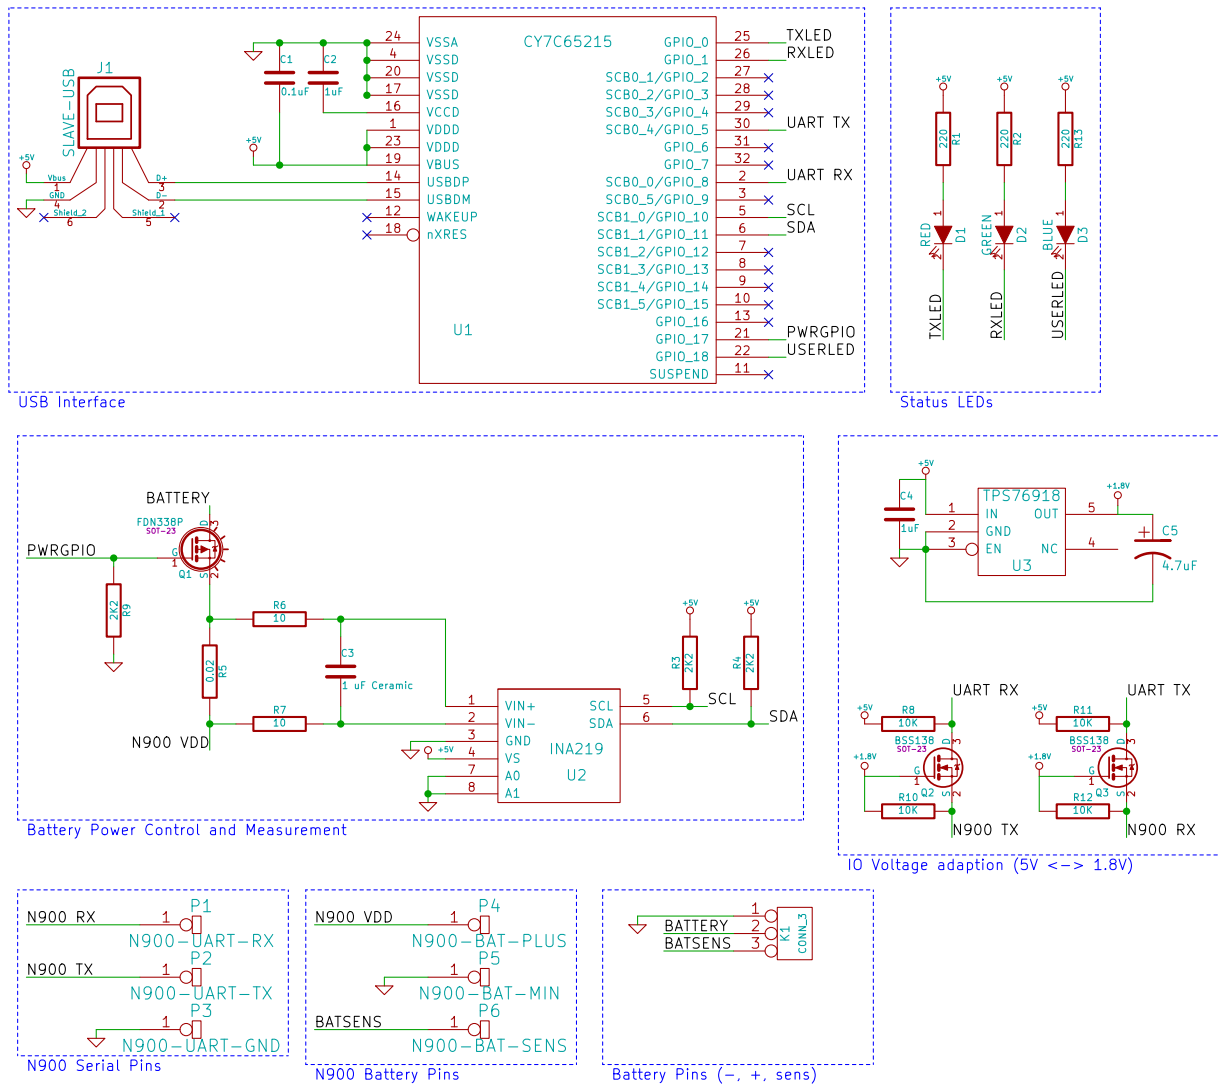 J1
SLAVE-USB
+5V
Vbus
1
GND
4
Shield_2
6
D+
3
D-
2
Shield_1
5
+5V
C1
0.1uF
C2
1uF
CY7C65215
U1
24 VSSA
4 VSSD
20 VSSD
17 VSSD
16 VCCD
1 VDDD
23 VDDD
19 VBUS
14 USBDP
15 USBDM
12 WAKEUP
18 nXRES
GPIO_0 25 TXLED
GPIO_1 26 RXLED
SCB0_1/GPIO_2 27
SCB0_2/GPIO_3 28
SCB0_3/GPIO_4 29
SCB0_4/GPIO_5 30 UART TX
GPIO_6 31
GPIO_7 32
SCB0_0/GPIO_8 2 UART RX
SCB0_5/GPIO_9 3
SCB1_0/GPIO_10 5 SCL
SCB1_1/GPIO_11 6 SDA
SCB1_2/GPIO_12 7
SCB1_3/GPIO_13 8
SCB1_4/GPIO_14 9
SCB1_5/GPIO_15 10
GPIO_16 13
GPIO_17 21 PWRGPIO
GPIO_18 22 USERLED
SUSPEND 11
USB Interface
+5V
220
R1
1
RED
D1
2
TXLED
+5V
220
R2
1
GREEN
D2
2
RXLED
+5V
220
R13
1
BLUE
D3
2
USERLED
Status LEDs
BATTERY
FDN338P
SOT-23
D
3
G
1
S
2
Q1
PWRGPIO
2K2
R9
R6
10
0.02
R5
R7
10
C3
1 uF Ceramic
N900 VDD
+5V
R3
2K2
+5V
R4
2K2
1 VIN+
2 VIN-
3 GND
4 VS
7 A0
8 A1
+5V
SCL 5 SCL
SDA 6 SDA
INA219
U2
Battery Power Control and Measurement
+5V
C4
1uF
TPS76918
1 IN
2 GND
3 EN
OUT 5
NC 4
U3
+1.8V
C5
4.7uF
UART RX
+5V
R8
10K
BSS138
SOT-23
D
3
+1.8V
G
1
S
2
Q2
R10
10K
N900 TX
UART TX
+5V
R11
10K
BSS138
SOT-23
D
3
+1.8V
G
1
S
2
Q3
R12
10K
N900 RX
IO Voltage adaption (5V <-> 1.8V)
P1
N900 RX 1
N900-UART-RX
P2
N900 TX 1
N900-UART-TX
P3
1
N900-UART-GND
N900 Serial Pins
P4
N900 VDD 1
N900-BAT-PLUS
P5
1
N900-BAT-MIN
P6
BATSENS 1
N900-BAT-SENS
N900 Battery Pins
1
BATTERY 2
BATSENS 3
K1
CONN_3
Battery Pins (-, +, sens)